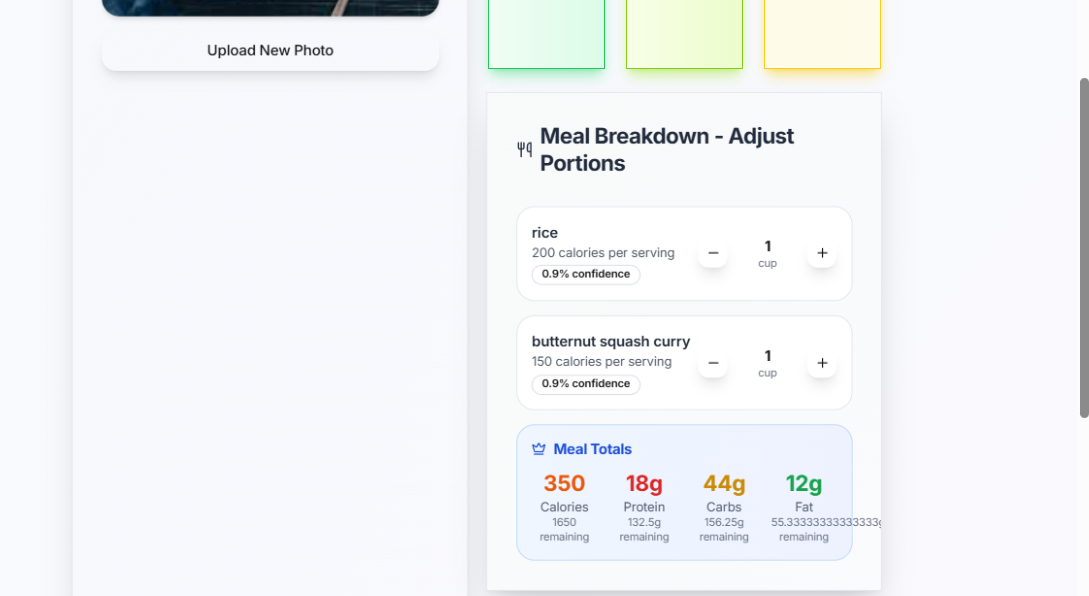 Upload New Photo
Meal Breakdown - Adjust
Portions
rice
200 calories per serving
0.9% confidence
1
cup
butternut squash curry
150 calories per serving
0.9% confidence
1
cup
Meal Totals
350 18g 44g 12g
Calories Protein Carbs Fat
1650 132.5g 156.25g 55.33333333333333g
remaining remaining remaining remaining